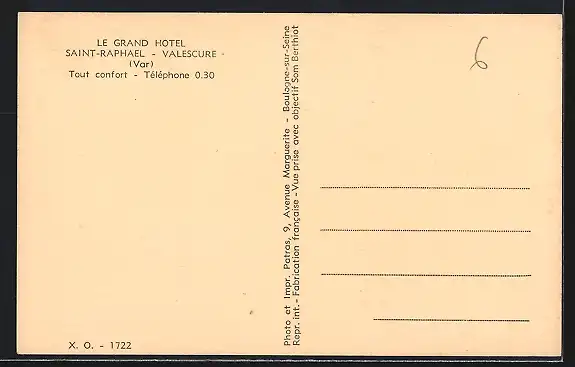 LE GRAND HOTEL
SAINT-RAPHAEL - VALESCURE -
(Var)
Tout confort - Téléphone 0.30
X. O. - 1722
Photo et Impr. Patras, 9, Avenue Marguerite - Boulogne-sur-Seine
Repr. int. - Fabrication française - Vue prise avec objectif Som Berthiot
6